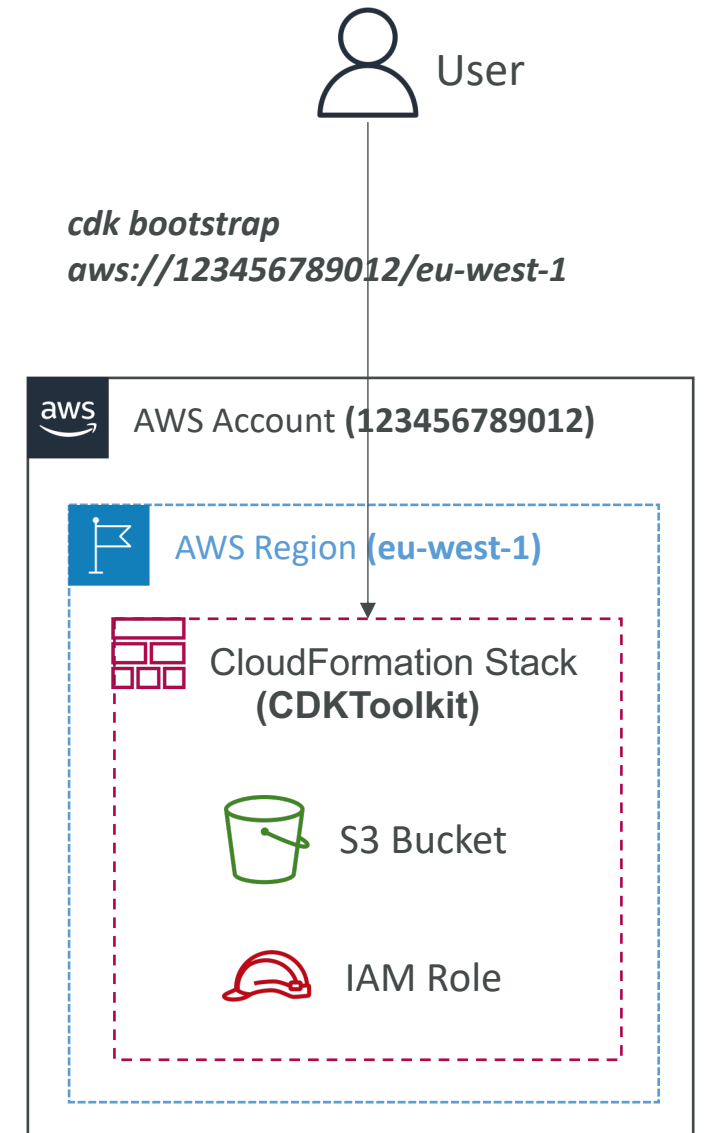 User
cdk bootstrap
aws://123456789012/eu-west-1
aws
AWS Account (123456789012)
AWS Region (eu-west-1)
CloudFormation Stack
(CDKToolkit)
S3 Bucket
IAM Role